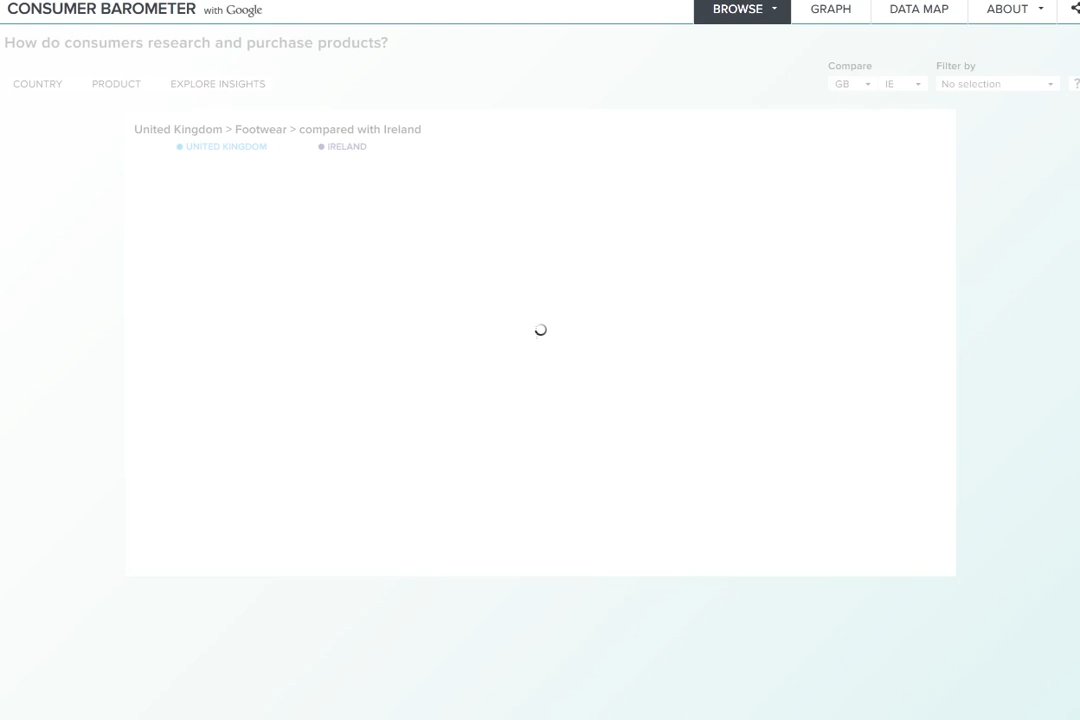 CONSUMER BAROMETER with Google
BROWSE GRAPH DATA MAP ABOUT
How do consumers research and purchase products?
Compare Filter by
COUNTRY PRODUCT EXPLORE INSIGHTS GB IE No selection ?
United Kingdom > Footwear > compared with Ireland
UNITED KINGDOM IRELAND